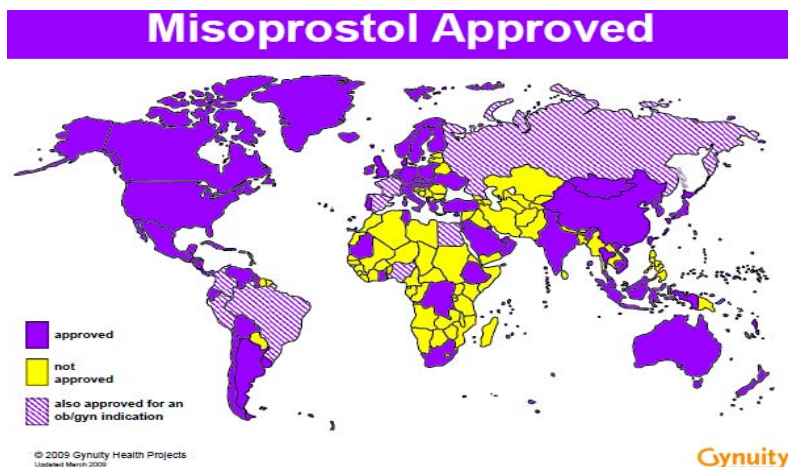 Misoprostol Approved
approved
not
approved
also approved for an
ob/gyn indication
© 2009 Gynuity Health Projects
Updated March 2009
Gynuity